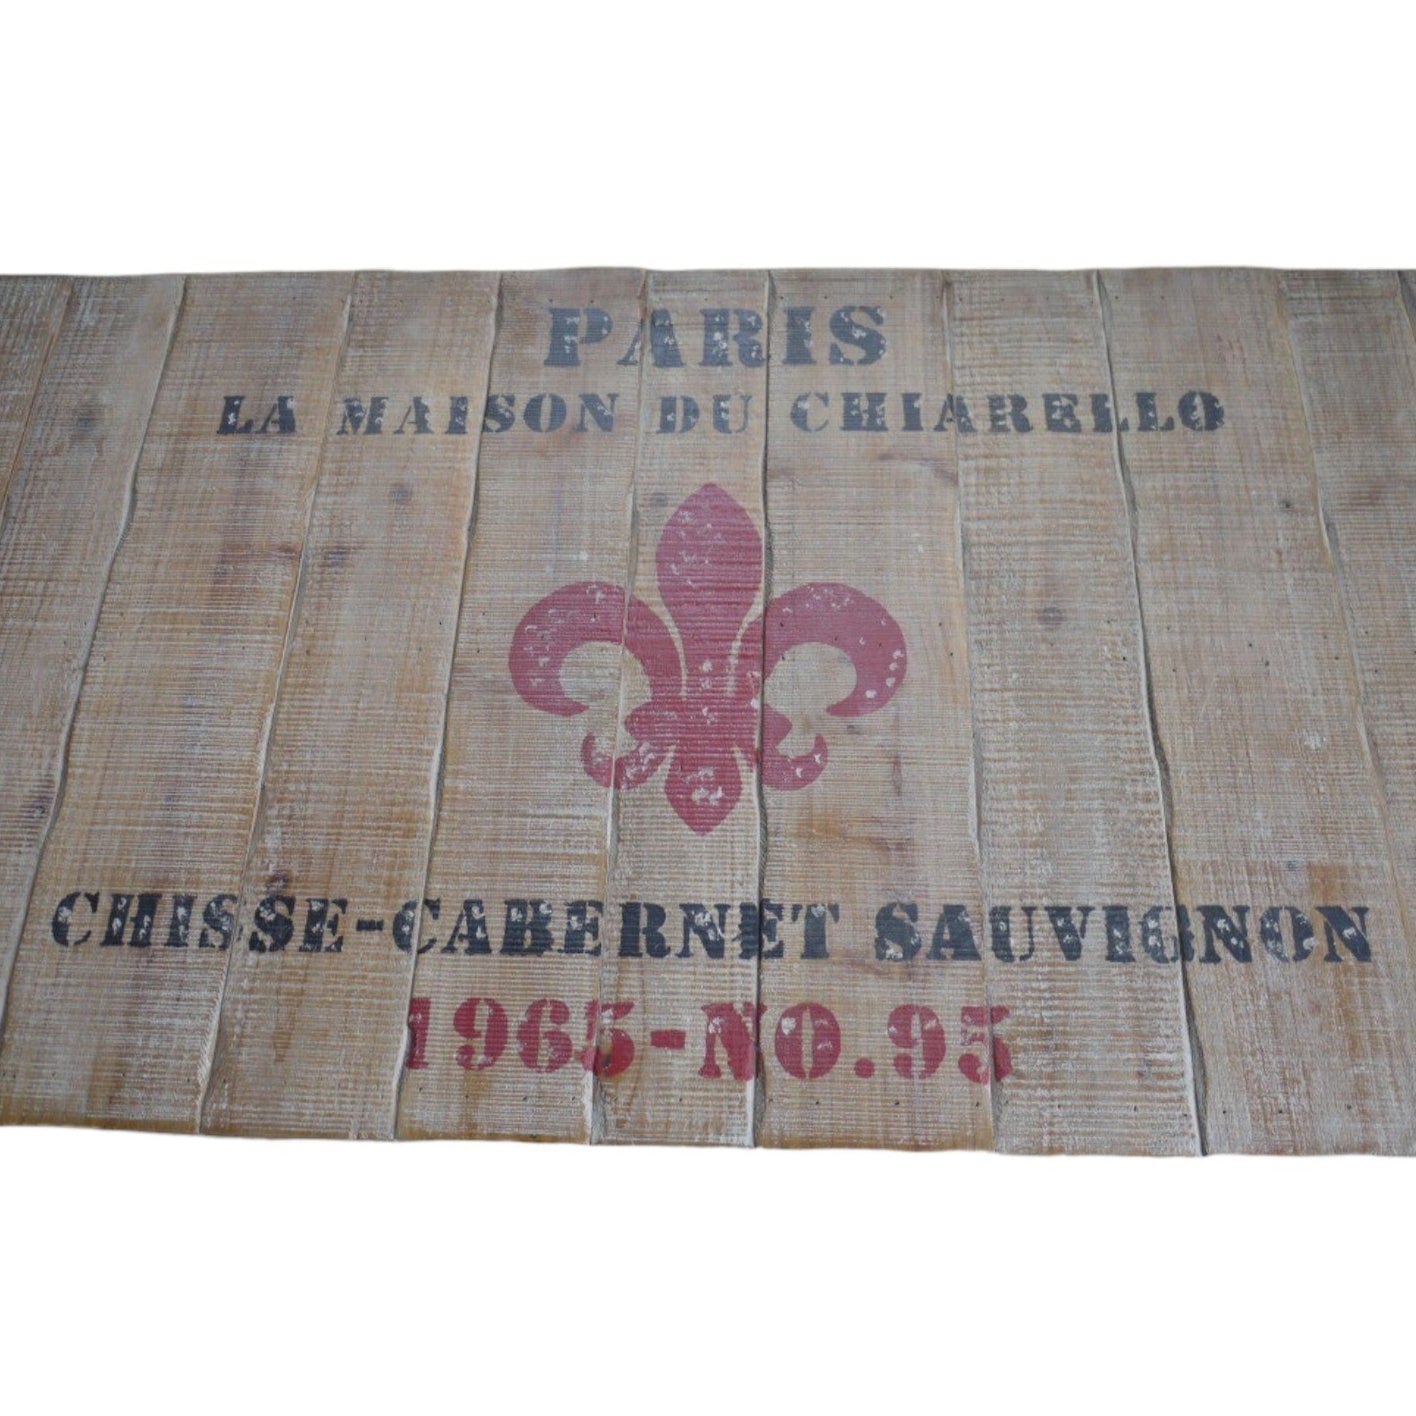 PARIS
LA MAISON DU CHIARELLO
CHISSE-CABERNET SAUVIGNON
1965-NO.95